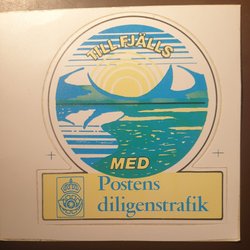 TILL FJÄLLS
MED
Postens
diligenstrafik